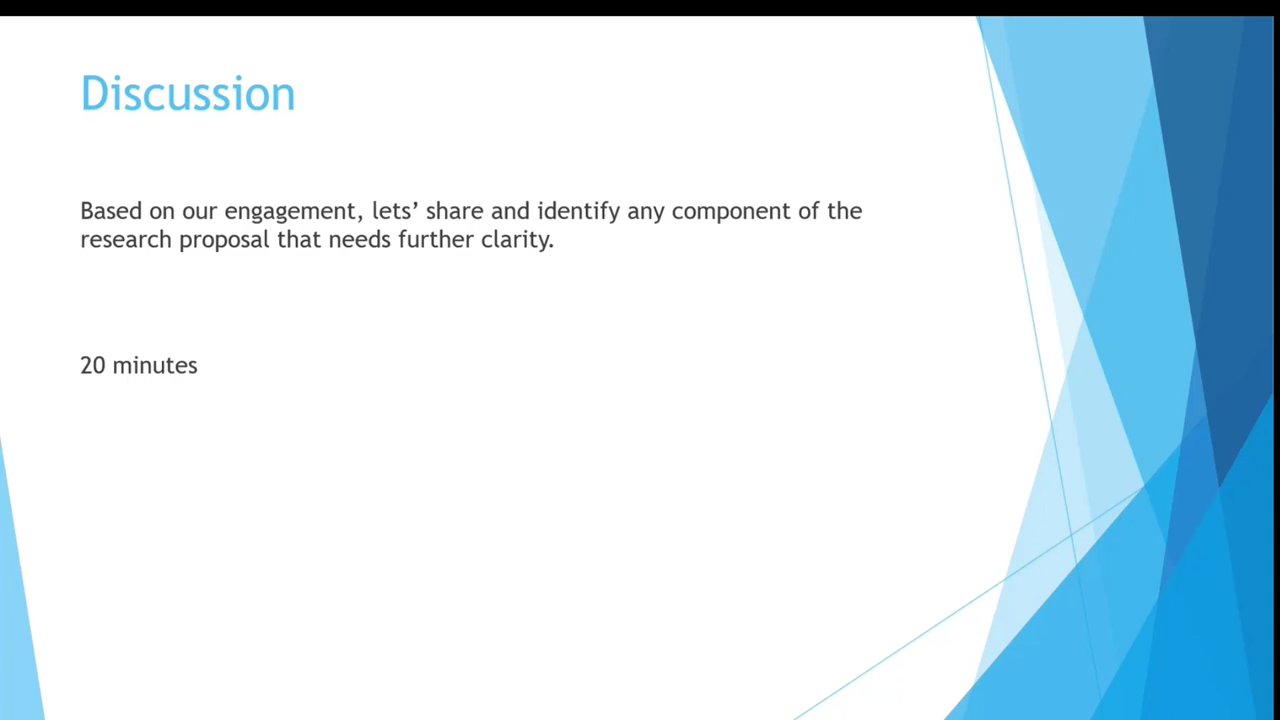 Discussion
Based on our engagement, lets’ share and identify any component of the
research proposal that needs further clarity.
20 minutes